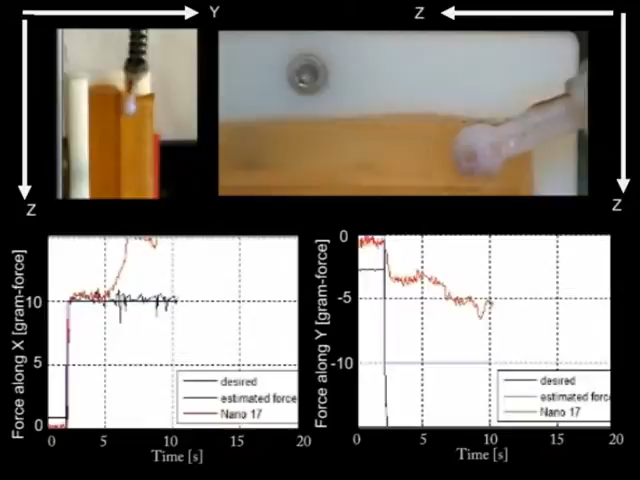 Y
Z
Z
Z
Force along X [gram-force]
10
5
0
0
5
10
15
20
Time [s]
desired
estimated force
Nano 17
Force along Y [gram-force]
0
-5
-10
0
5
10
15
20
Time [s]
desired
estimated force
Nano 17